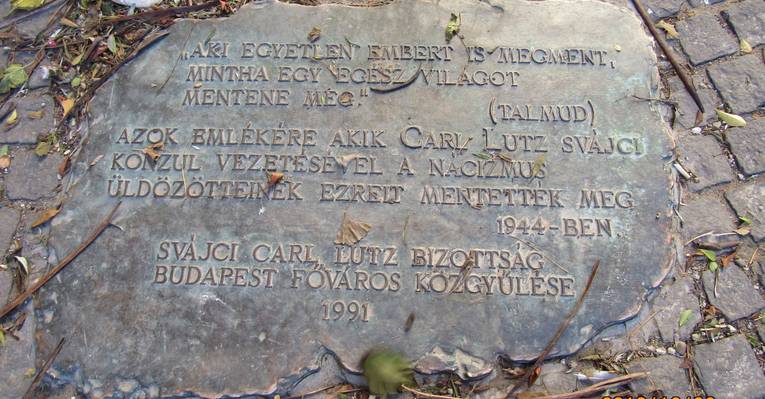 „AKI EGYETLEN EMBERT IS MEGMENT,
MINTHA EGY EGÉSZ VILÁGOT
MENTENE MEG."
(TALMUD)
AZOK EMLÉKÉRE AKIK CARL LUTZ SVÁJCI
KONZUL VEZETÉSÉVEL A NÁCIZMUS
ÜLDÖZÖTTEINEK EZREIT MENTETTÉK MEG
1944-BEN
SVÁJCI CARL LUTZ BIZOTTSÁG
BUDAPEST FŐVÁROS KÖZGYŰLÉSE
1991